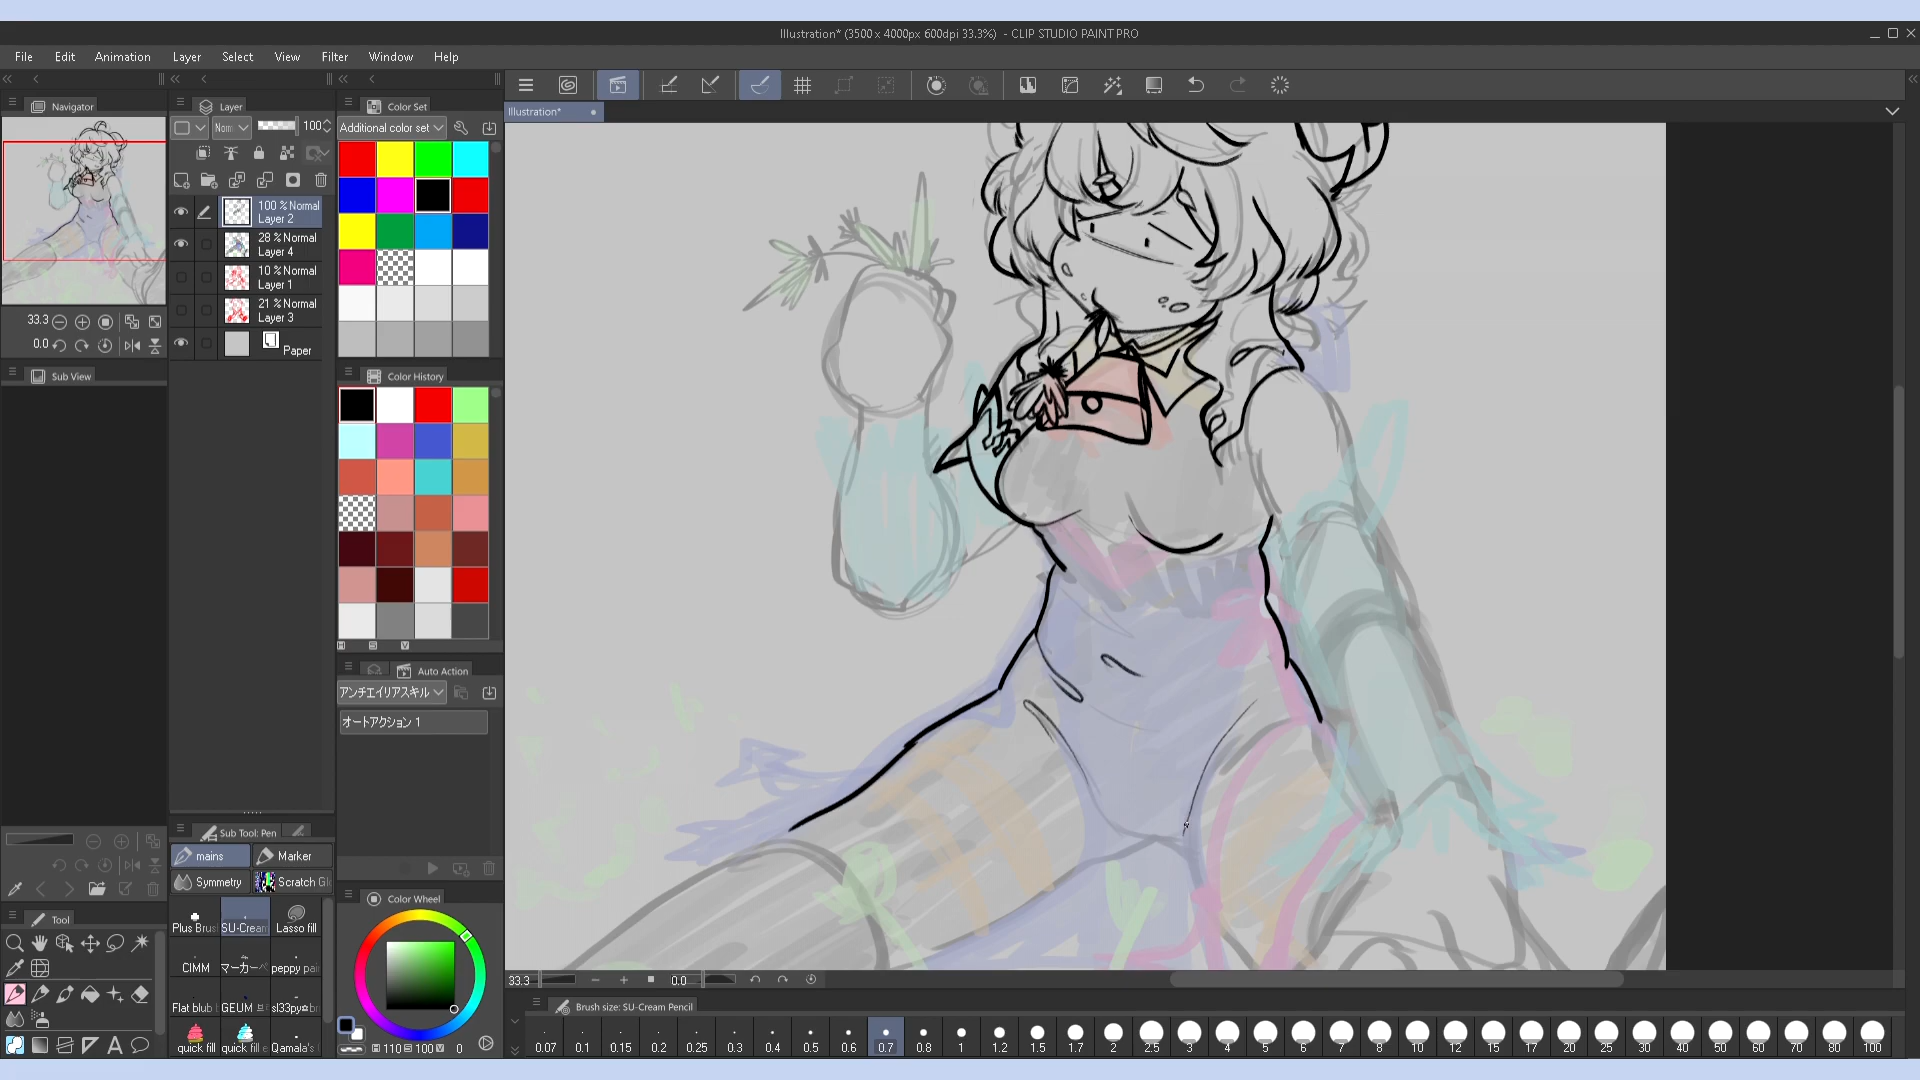 Illustration* (3500 x 4000px 600dpi 33.3%) - CLIP STUDIO PAINT PRO
File Edit Animation Layer Select View Filter Window Help
Navigator
33.3
0.0
Sub View
Layer
Norn 100
100 % Normal
Layer 2
28 % Normal
Layer 4
10 % Normal
Layer 1
21 % Normal
Layer 3
Paper
Color Set
Additional color set
Color History
H S V
Auto Action
アンチエイリアスキル
オートアクション 1
Color Wheel
H 110 S 100 V 0
Illustration*
33.3 0.0
Sub Tool: Pen
mains Marker
Symmetry Scratch Gl
Plus Brus SU-Crean Lasso fill
CIMM マーカーペ peppy pai
Flat blub GEUM
quick fill quick fill e Qamala's
Tool
Brush size: SU-Cream Pencil
0.07 0.1 0.15 0.2 0.25 0.3 0.4 0.5 0.6 0.7 0.8 1 1.2 1.5 1.7 2 2.5 3 4 5 6 7 8 10 12 15 17 20 25 30 40 50 60 70 80 100